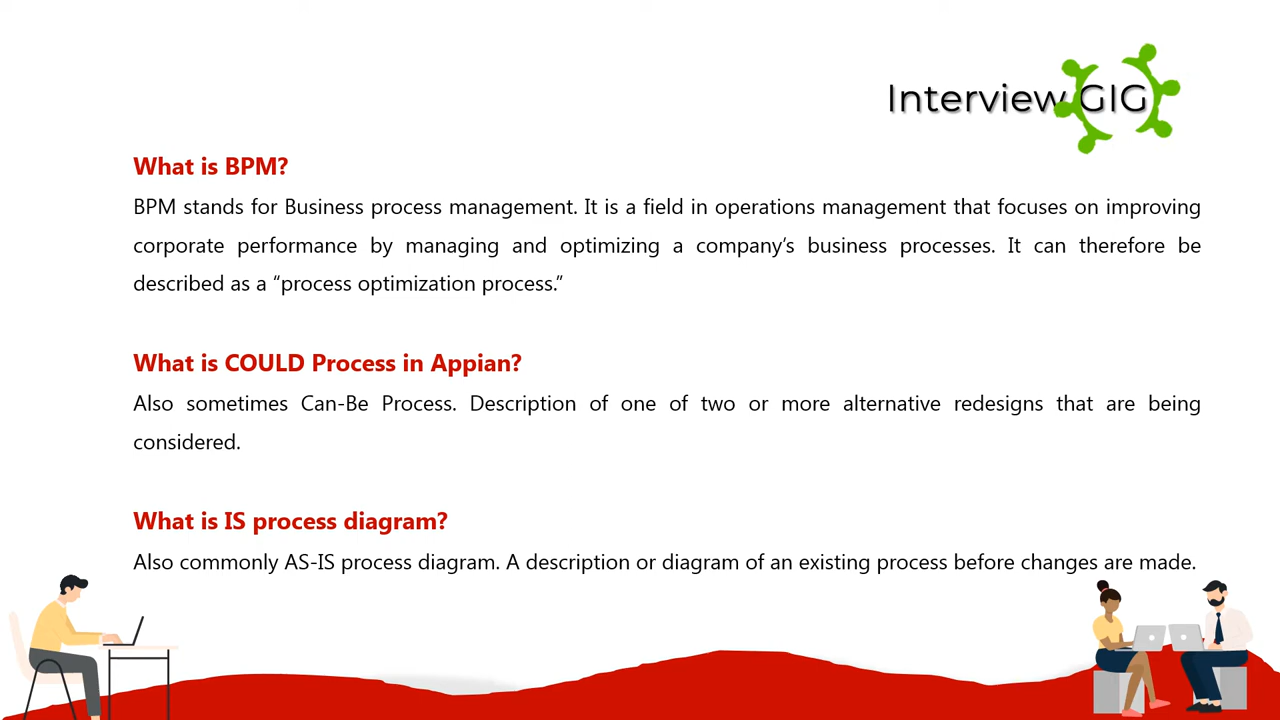 Interview GIG
What is BPM?
BPM stands for Business process management. It is a field in operations management that focuses on improving
corporate performance by managing and optimizing a company’s business processes. It can therefore be
described as a “process optimization process.”
What is COULD Process in Appian?
Also sometimes Can-Be Process. Description of one of two or more alternative redesigns that are being
considered.
What is IS process diagram?
Also commonly AS-IS process diagram. A description or diagram of an existing process before changes are made.